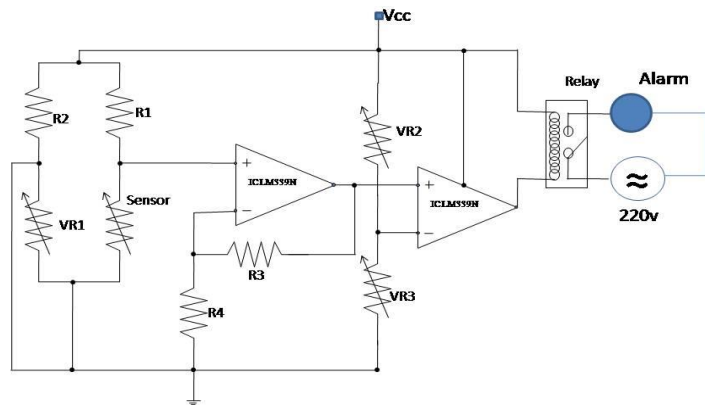 Vcc
Relay
Alarm
R2
R1
VR2
ICLM339N
Sensor
ICLM339N
VR1
220v
R3
VR3
R4